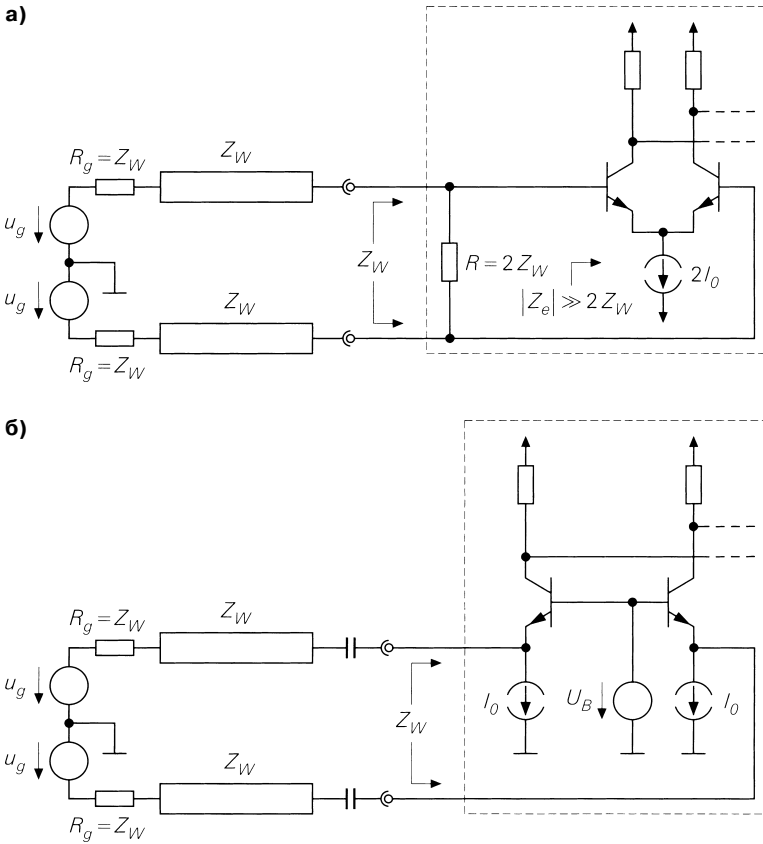 а)
R_g = Z_W
Z_W
u_g
Z_W
R = 2 Z_W
|Z_e| ≫ 2 Z_W
2I_0
u_g
Z_W
R_g = Z_W
б)
R_g = Z_W
Z_W
u_g
Z_W
I_0
U_B
I_0
u_g
Z_W
R_g = Z_W